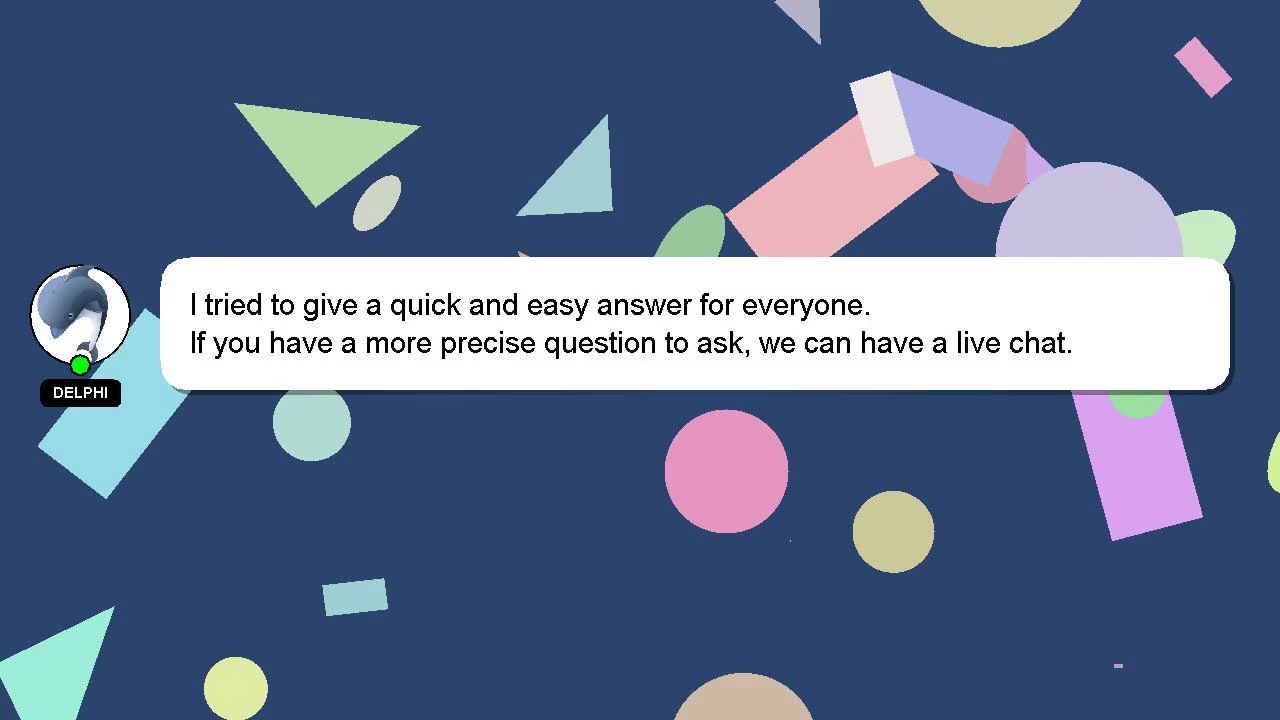 I tried to give a quick and easy answer for everyone.
If you have a more precise question to ask, we can have a live chat.
DELPHI